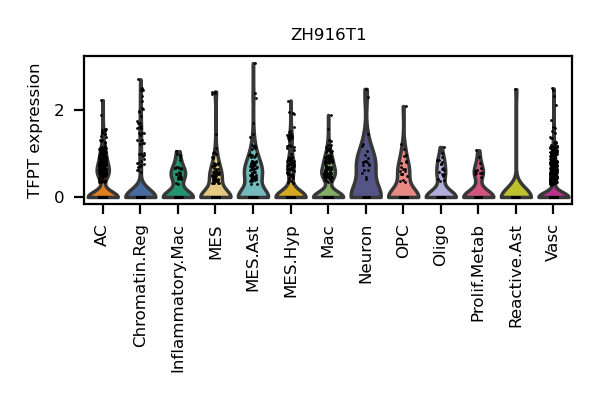 ZH916T1
TFPT expression
2
0
AC
Chromatin.Reg
Inflammatory.Mac
MES
MES.Ast
MES.Hyp
Mac
Neuron
OPC
Oligo
Prolif.Metab
Reactive.Ast
Vasc